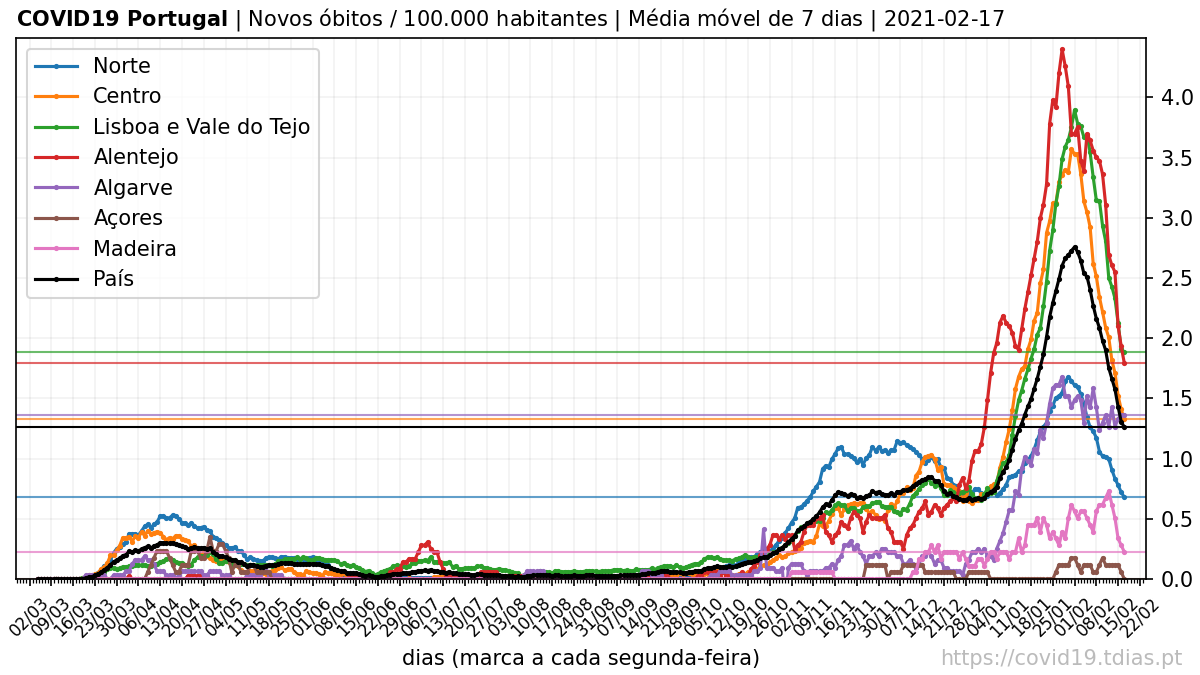 COVID19 Portugal | Novos óbitos / 100.000 habitantes | Média móvel de 7 dias | 2021-02-17
Norte
Centro
Lisboa e Vale do Tejo
Alentejo
Algarve
Açores
Madeira
País
4.0
3.5
3.0
2.5
2.0
1.5
1.0
0.5
0.0
02/03 09/03 16/03 23/03 30/03 06/04 13/04 20/04 27/04 04/05 11/05 18/05 25/05 01/06 08/06 15/06 22/06 29/06 06/07 13/07 20/07 27/07 03/08 10/08 17/08 24/08 31/08 07/09 14/09 21/09 28/09 05/10 12/10 19/10 26/10 02/11 09/11 16/11 23/11 30/11 07/12 14/12 21/12 28/12 04/01 11/01 18/01 25/01 01/02 08/02 15/02 22/02
dias (marca a cada segunda-feira)
https://covid19.tdias.pt